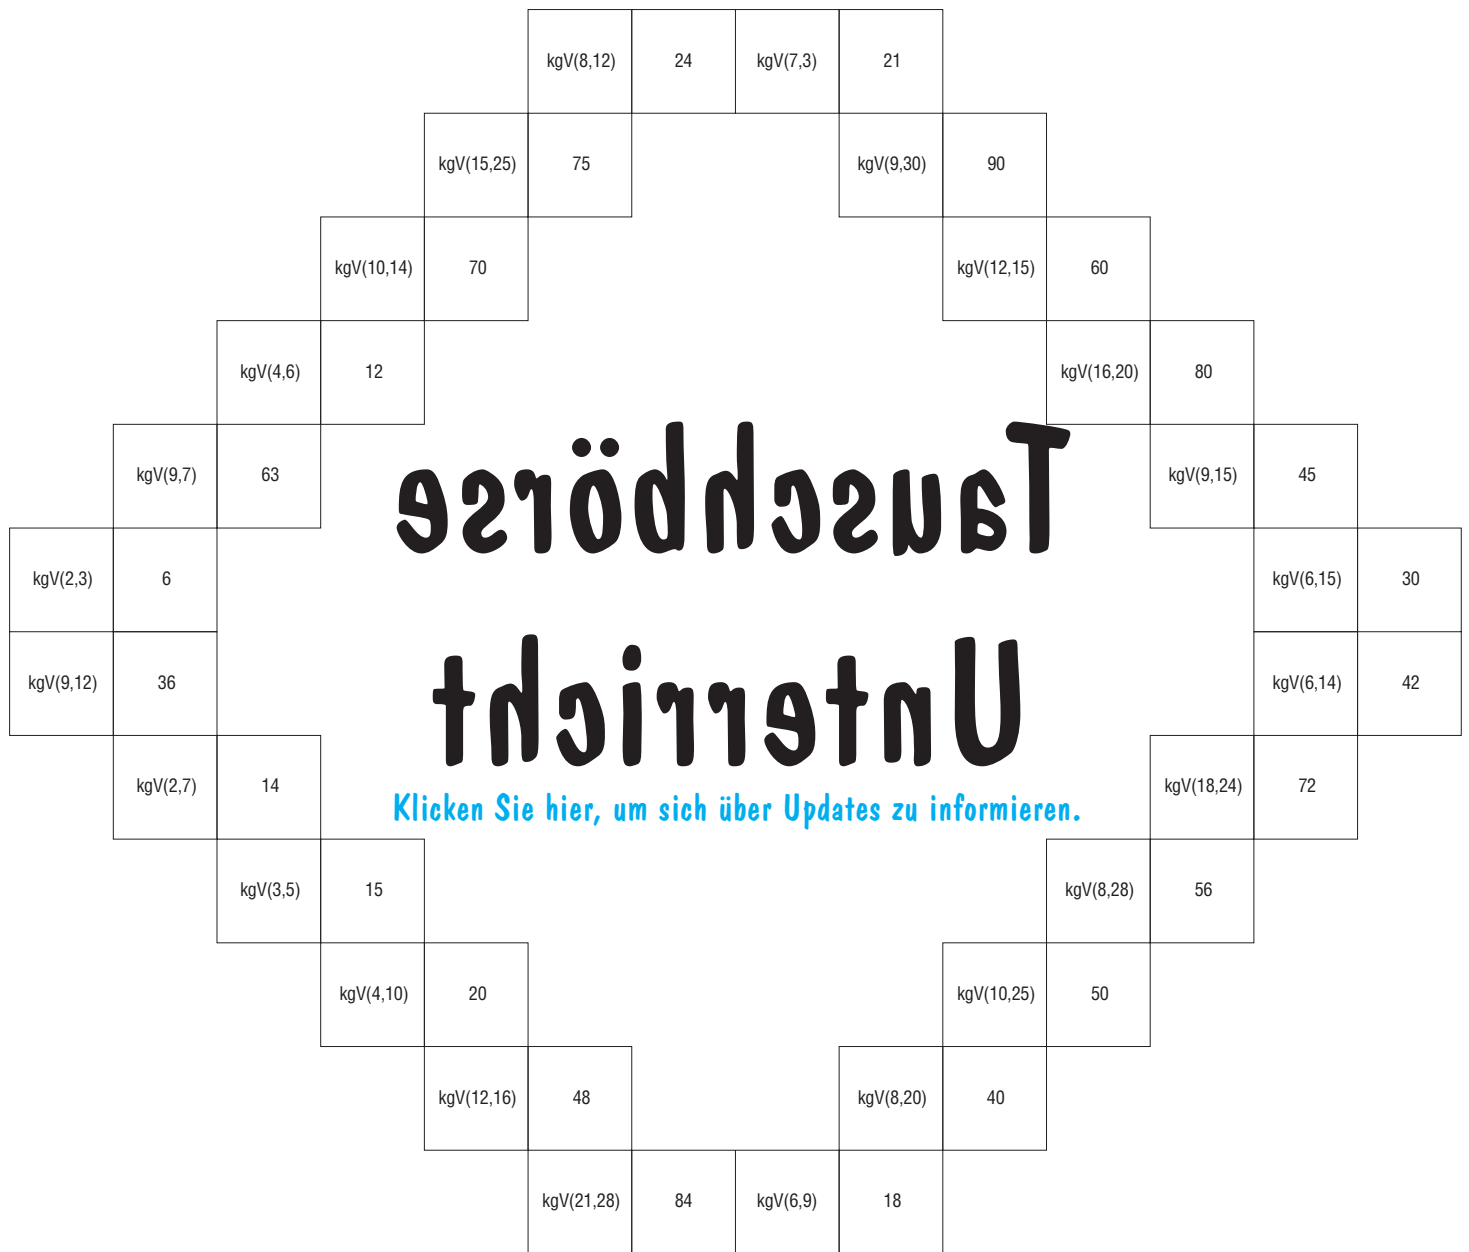 kgV(8,12) 24 kgV(7,3) 21
kgV(15,25) 75 kgV(9,30) 90
kgV(10,14) 70 kgV(12,15) 60
kgV(4,6) 12 kgV(16,20) 80
kgV(9,7) 63 kgV(9,15) 45
Tauschbörse
kgV(2,3) 6 kgV(6,15) 30
kgV(9,12) 36 kgV(6,14) 42
Unterricht
kgV(2,7) 14 kgV(18,24) 72
Klicken Sie hier, um sich über Updates zu informieren.
kgV(3,5) 15 kgV(8,28) 56
kgV(4,10) 20 kgV(10,25) 50
kgV(12,16) 48 kgV(8,20) 40
kgV(21,28) 84 kgV(6,9) 18